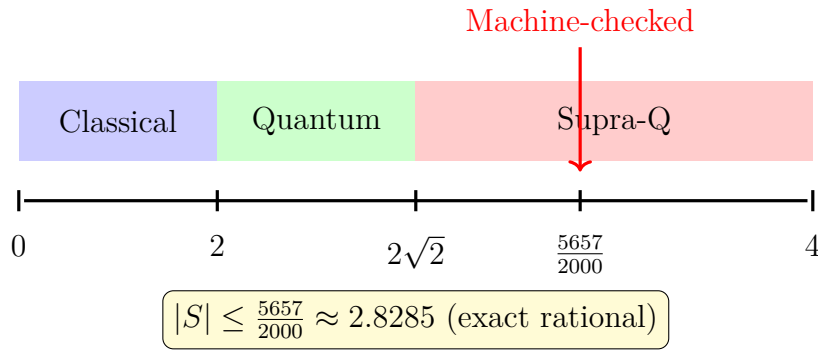 Machine-checked
Classical Quantum Supra-Q
0 2 2√2 5657/2000 4
|S| ≤ 5657/2000 ≈ 2.8285 (exact rational)